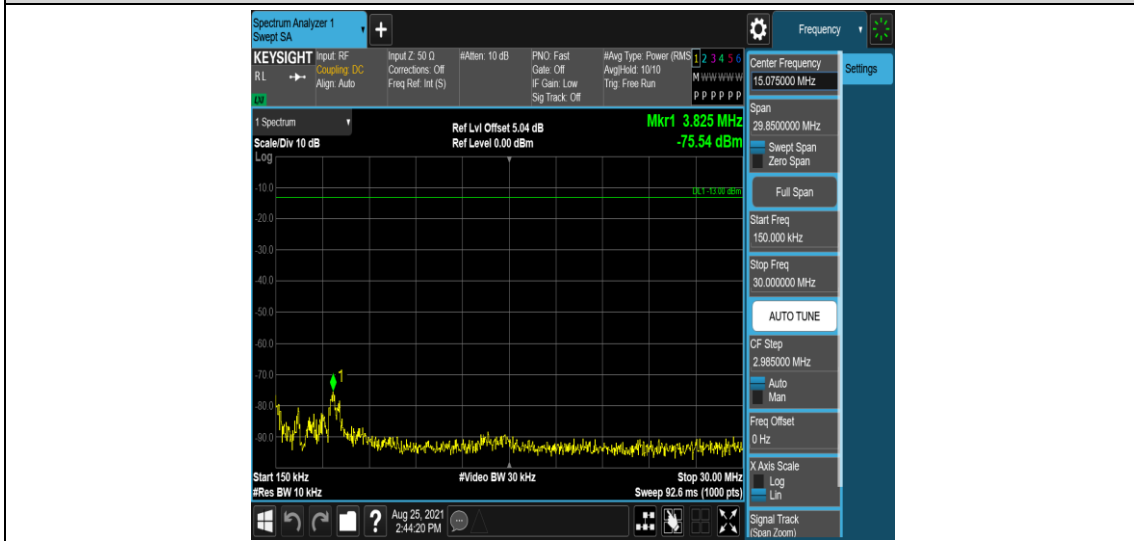 Spectrum Analyzer 1
Swept SA
+
Frequency
KEYSIGHT
Input: RF
Coupling: DC
Align: Auto
RL
LXI
Input Z: 50 Ω
Corrections: Off
Freq Ref: Int (S)
#Atten: 10 dB
PNO: Fast
Gate: Off
IF Gain: Low
Sig Track: Off
#Avg Type: Power (RMS
Avg|Hold: 10/10
Trig: Free Run
1 2 3 4 5 6
M W W W W W
P P P P P P
1 Spectrum
Scale/Div 10 dB
Log
Ref Lvl Offset 5.04 dB
Ref Level 0.00 dBm
Mkr1 3.825 MHz
-75.54 dBm
DL1 -13.00 dBm
-10.0
-20.0
-30.0
-40.0
-50.0
-60.0
-70.0
-80.0
-90.0
1
Start 150 kHz
#Res BW 10 kHz
#Video BW 30 kHz
Stop 30.00 MHz
Sweep 92.6 ms (1000 pts)
Center Frequency
15.075000 MHz
Span
29.8500000 MHz
Swept Span
Zero Span
Full Span
Start Freq
150.000 kHz
Stop Freq
30.000000 MHz
AUTO TUNE
CF Step
2.985000 MHz
Auto
Man
Freq Offset
0 Hz
X Axis Scale
Log
Lin
Signal Track
(Span Zoom)
Settings
?
Aug 25, 2021
2:44:20 PM